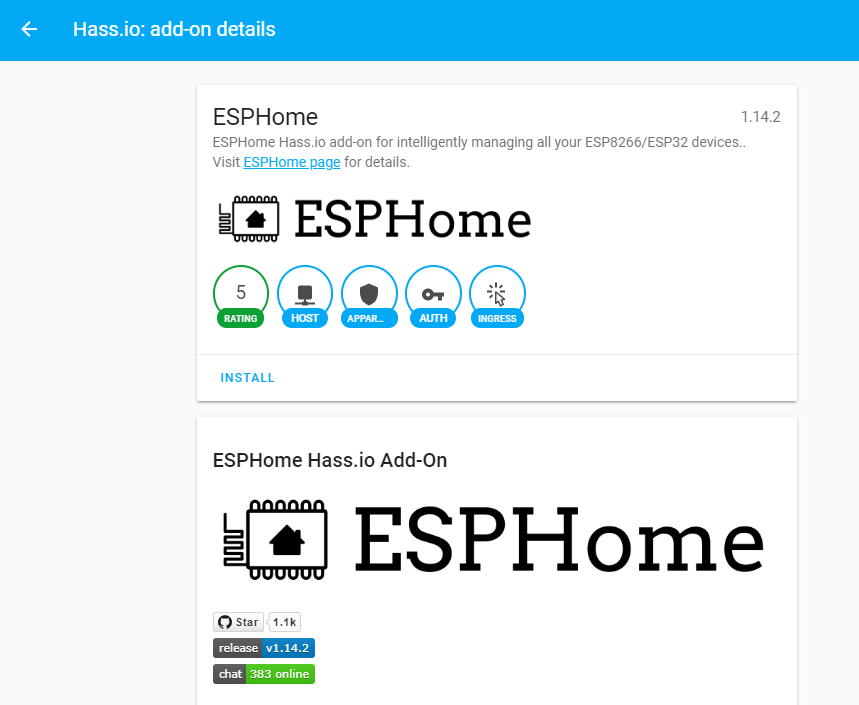 Hass.io: add-on details
ESPHome
1.14.2
ESPHome Hass.io add-on for intelligently managing all your ESP8266/ESP32 devices..
Visit ESPHome page for details.
ESPHome
5
RATING
HOST
APPAR...
AUTH
INGRESS
INSTALL
ESPHome Hass.io Add-On
ESPHome
Star 1.1k
release v1.14.2
chat 383 online